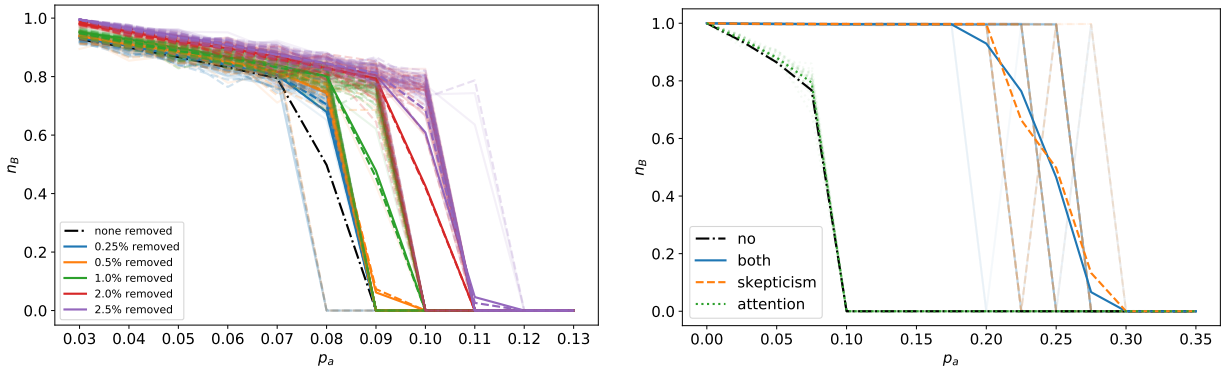 1.0
0.8
0.6
0.4
0.2
0.0
n_B
none removed
0.25% removed
0.5% removed
1.0% removed
2.0% removed
2.5% removed
0.03 0.04 0.05 0.06 0.07 0.08 0.09 0.10 0.11 0.12 0.13
p_a
1.0
0.8
0.6
0.4
0.2
0.0
n_B
no
both
skepticism
attention
0.00 0.05 0.10 0.15 0.20 0.25 0.30 0.35
p_a